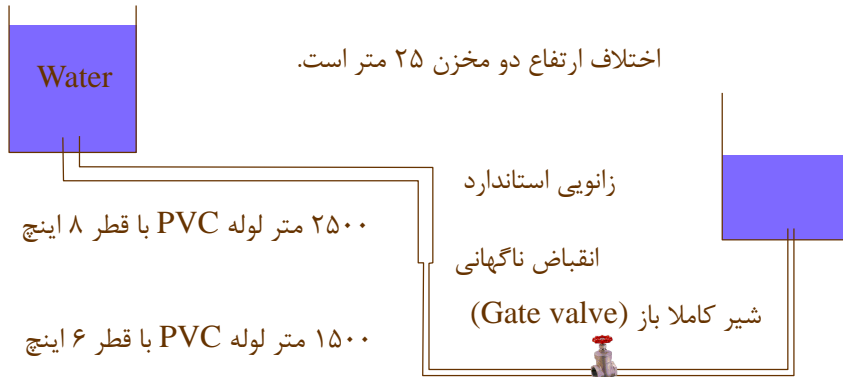 Water
اختلاف ارتفاع دو مخزن ۲۵ متر است.
زانویی استاندارد
۲۵۰۰ متر لوله PVC با قطر ۸ اینچ
انقباض ناگهانی
شیر کاملا باز (Gate valve)
۱۵۰۰ متر لوله PVC با قطر ۶ اینچ